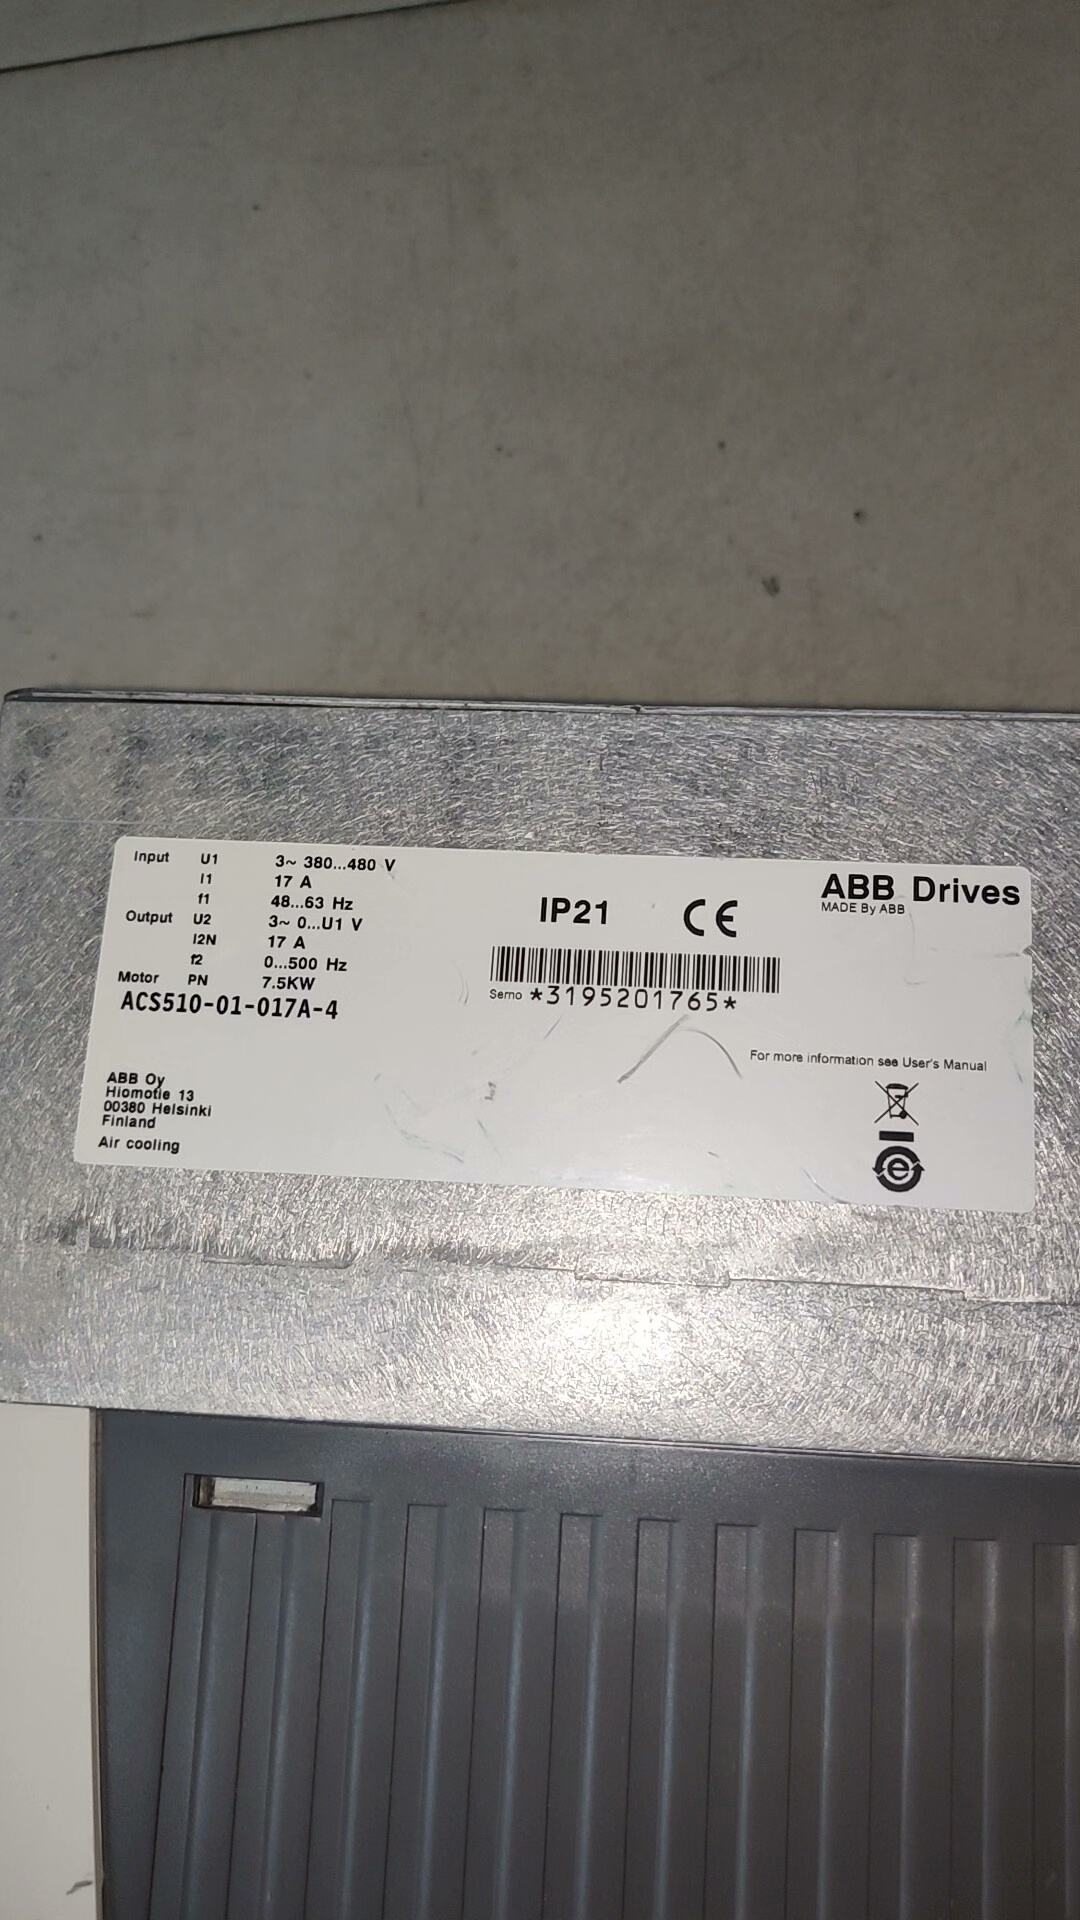 Input U1 3~ 380...480 V
I1 17 A
f1 48...63 Hz
Output U2 3~ 0...U1 V
I2N 17 A
f2 0...500 Hz
Motor PN 7.5KW
ACS510-01-017A-4
ABB Oy
Hiomotie 13
00380 Helsinki
Finland
Air cooling
IP21 CE
Serno *3195201765*
ABB Drives
MADE By ABB
For more information see User's Manual
e